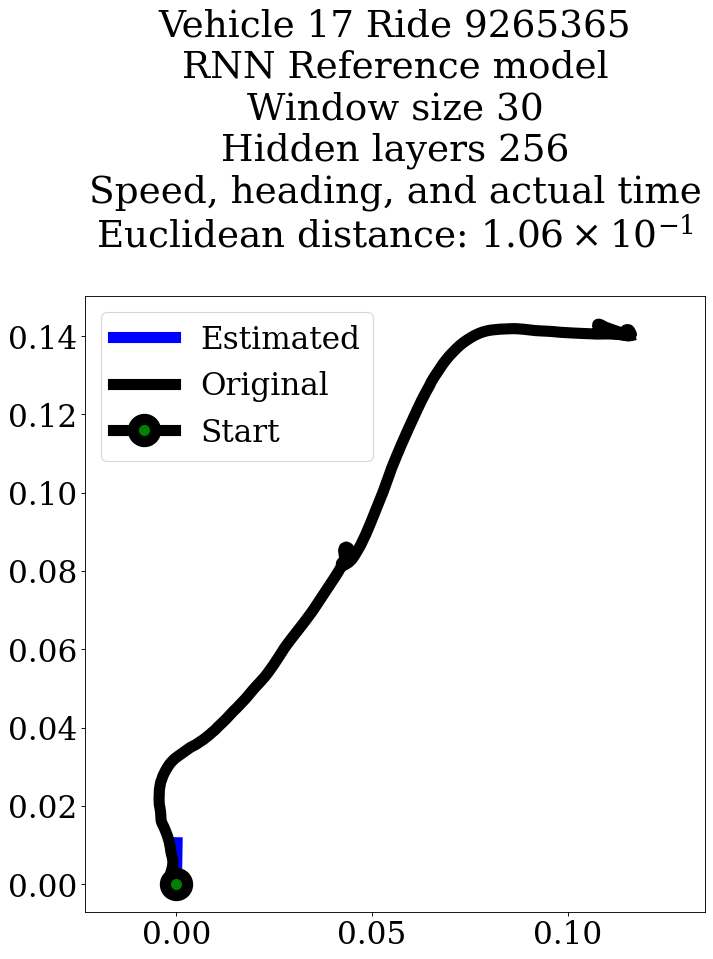 Vehicle 17 Ride 9265365
RNN Reference model
Window size 30
Hidden layers 256
Speed, heading, and actual time
Euclidean distance: 1.06 × 10⁻¹
Estimated
Original
Start
0.14
0.12
0.10
0.08
0.06
0.04
0.02
0.00
0.00 0.05 0.10